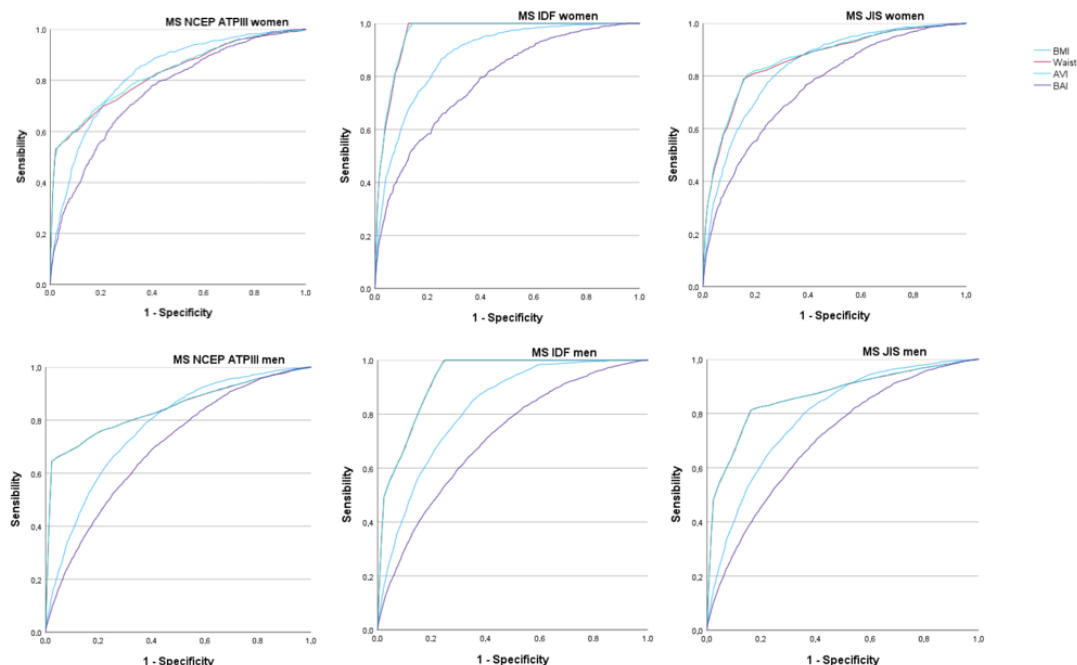 MS NCEP ATPIII women
1,0
0,8
0,6
0,4
0,2
0,0
Sensibility
0,0 0,2 0,4 0,6 0,8 1,0
1 - Specificity
MS IDF women
1,0
0,8
0,6
0,4
0,2
0,0
Sensibility
0,0 0,2 0,4 0,6 0,8 1,0
1 - Specificity
MS JIS women
1,0
0,8
0,6
0,4
0,2
0,0
Sensibility
0,0 0,2 0,4 0,6 0,8 1,0
1 - Specificity
BMI
Waist
AVI
BAI
MS NCEP ATPIII men
1,0
0,8
0,6
0,4
0,2
0,0
Sensibility
0,0 0,2 0,4 0,6 0,8 1,0
1 - Specificity
MS IDF men
1,0
0,8
0,6
0,4
0,2
0,0
Sensibility
0,0 0,2 0,4 0,6 0,8 1,0
1 - Specificity
MS JIS men
1,0
0,8
0,6
0,4
0,2
0,0
Sensibility
0,0 0,2 0,4 0,6 0,8 1,0
1 - Specificity